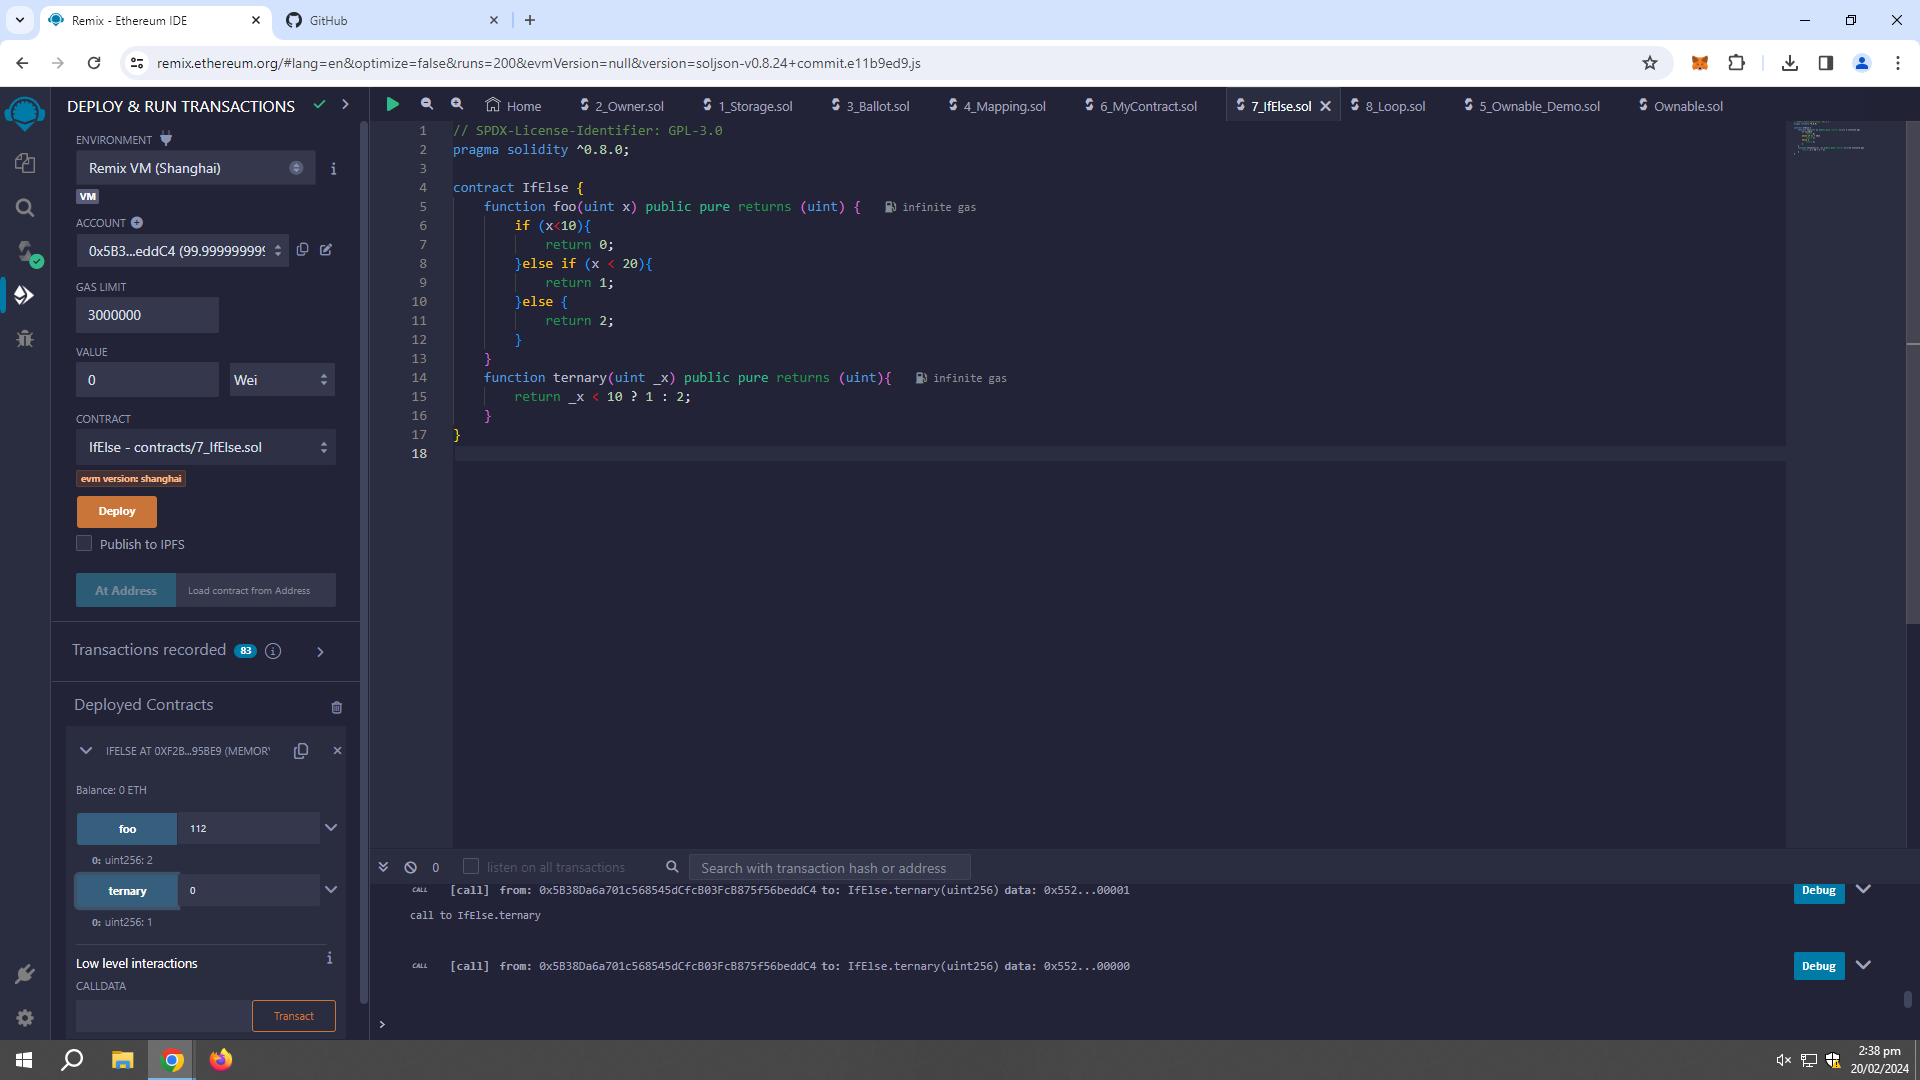 Remix - Ethereum IDE
GitHub
remix.ethereum.org/#lang=en&optimize=false&runs=200&evmVersion=null&version=soljson-v0.8.24+commit.e11b9ed9.js
DEPLOY & RUN TRANSACTIONS
ENVIRONMENT
Remix VM (Shanghai)
VM
ACCOUNT
0x5B3...eddC4 (99.999999999
GAS LIMIT
3000000
VALUE
0
Wei
CONTRACT
IfElse - contracts/7_IfElse.sol
evm version: shanghai
Deploy
Publish to IPFS
At Address
Load contract from Address
Transactions recorded 83
Deployed Contracts
IFELSE AT 0XF2B...95BE9 (MEMORY
Balance: 0 ETH
foo
112
0: uint256: 2
ternary
0
0: uint256: 1
Low level interactions
CALLDATA
Transact
Home
2_Owner.sol
1_Storage.sol
3_Ballot.sol
4_Mapping.sol
6_MyContract.sol
7_IfElse.sol
8_Loop.sol
5_Ownable_Demo.sol
Ownable.sol
1 // SPDX-License-Identifier: GPL-3.0
2 pragma solidity ^0.8.0;
3
4 contract IfElse {
5 function foo(uint x) public pure returns (uint) { infinite gas
6 if (x<10){
7 return 0;
8 }else if (x < 20){
9 return 1;
10 }else {
11 return 2;
12 }
13 }
14 function ternary(uint _x) public pure returns (uint){ infinite gas
15 return _x < 10 ? 1 : 2;
16 }
17 }
18
0
listen on all transactions
Search with transaction hash or address
CALL [call] from: 0x5B38Da6a701c568545dCfcB03FcB875f56beddC4 to: IfElse.ternary(uint256) data: 0x552...00001
Debug
call to IfElse.ternary
CALL [call] from: 0x5B38Da6a701c568545dCfcB03FcB875f56beddC4 to: IfElse.ternary(uint256) data: 0x552...00000
Debug
>
2:38 pm
20/02/2024